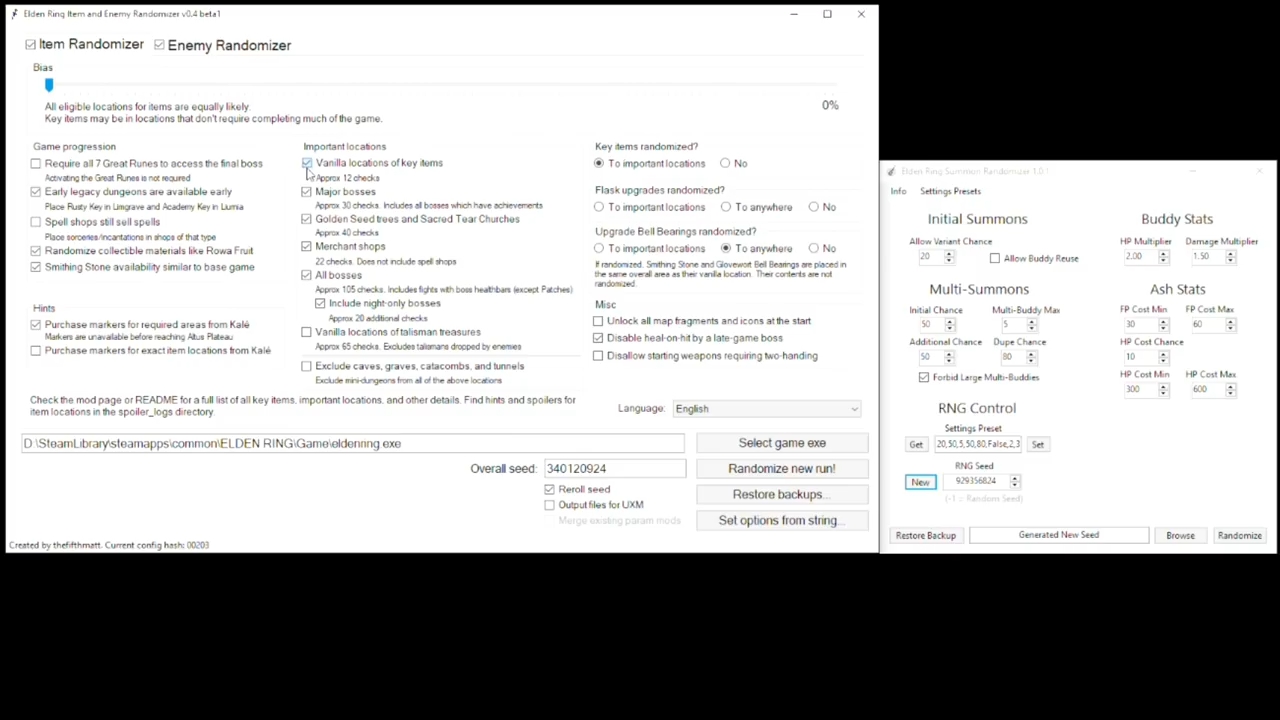 Elden Ring Item and Enemy Randomizer v0.4 beta1
Item Randomizer
Enemy Randomizer
Bias
All eligible locations for items are equally likely.
0%
Key items may be in locations that don't require completing much of the game.
Game progression
Require all 7 Great Runes to access the final boss
Activating the Great Runes is not required
Early legacy dungeons are available early
Place Rusty Key in Limgrave and Academy Key in Liurnia
Spell shops still sell spells
Place sorceries/incantations in shops of that type
Randomize collectible materials like Rowa Fruit
Smithing Stone availability similar to base game
Hints
Purchase markers for required areas from Kalé
Markers are unavailable before reaching Altus Plateau
Purchase markers for exact item locations from Kalé
Important locations
Vanilla locations of key items
Approx 12 checks
Major bosses
Approx 30 checks. Includes all bosses which have achievements
Golden Seed trees and Sacred Tear Churches
Approx 40 checks
Merchant shops
22 checks. Does not include spell shops
All bosses
Approx 105 checks. Includes fights with boss healthbars (except Patches)
Include night-only bosses
Approx 20 additional checks
Vanilla locations of talisman treasures
Approx 65 checks. Excludes talismans dropped by enemies
Exclude caves, graves, catacombs, and tunnels
Exclude mini-dungeons from all of the above locations
Key items randomized?
To important locations
No
Flask upgrades randomized?
To important locations
To anywhere
No
Upgrade Bell Bearings randomized?
To important locations
To anywhere
No
If randomized. Smithing Stone and Glovewort Bell Bearings are placed
in the same overall area as their vanilla location. Their contents are not
randomized.
Misc
Unlock all map fragments and icons at the start
Disable heal-on-hit by a late-game boss
Disallow starting weapons requiring two-handing
Check the mod page or README for a full list of all key items, important locations, and other details. Find hints and spoilers for
item locations in the spoiler_logs directory.
Language:
English
D:\SteamLibrary\steamapps\common\ELDEN RING\Game\eldenring.exe
Select game exe
Overall seed:
340120924
Randomize new run!
Reroll seed
Restore backups...
Output files for UXM
Merge existing param mods
Set options from string...
Created by thefifthmatt. Current config hash: 00203
Elden Ring Summon Randomizer 1.0.1
Info
Settings Presets
Initial Summons
Allow Variant Chance
20
Allow Buddy Reuse
Multi-Summons
Initial Chance
Multi-Buddy Max
50
5
Additional Chance
Dupe Chance
50
80
Forbid Large Multi-Buddies
RNG Control
Settings Preset
Get
20,50,5,50,80,False,2,3
Set
RNG Seed
New
929356824
(-1 = Random Seed)
Buddy Stats
HP Multiplier
Damage Multiplier
2.00
1.50
Ash Stats
FP Cost Min
FP Cost Max
30
60
HP Cost Chance
10
HP Cost Min
HP Cost Max
300
600
Restore Backup
Generated New Seed
Browse
Randomize